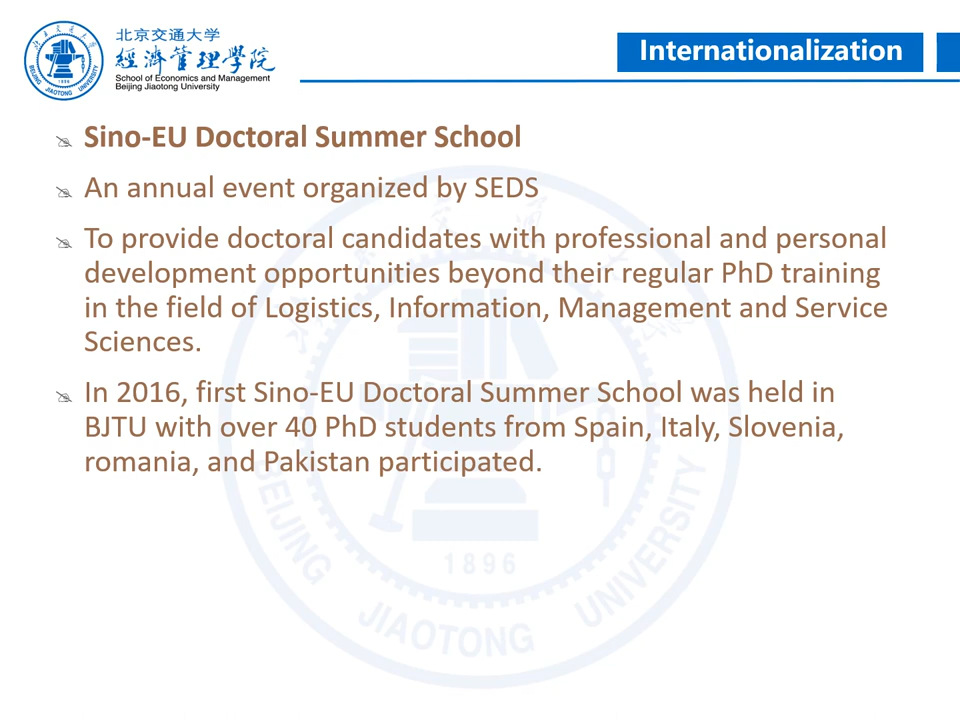 北京交通大学
經濟管理學院
School of Economics and Management
Beijing Jiaotong University
Internationalization
Sino-EU Doctoral Summer School
An annual event organized by SEDS
To provide doctoral candidates with professional and personal
development opportunities beyond their regular PhD training
in the field of Logistics, Information, Management and Service
Sciences.
In 2016, first Sino-EU Doctoral Summer School was held in
BJTU with over 40 PhD students from Spain, Italy, Slovenia,
romania, and Pakistan participated.
1896
BEIJING JIAOTONG UNIVERSITY